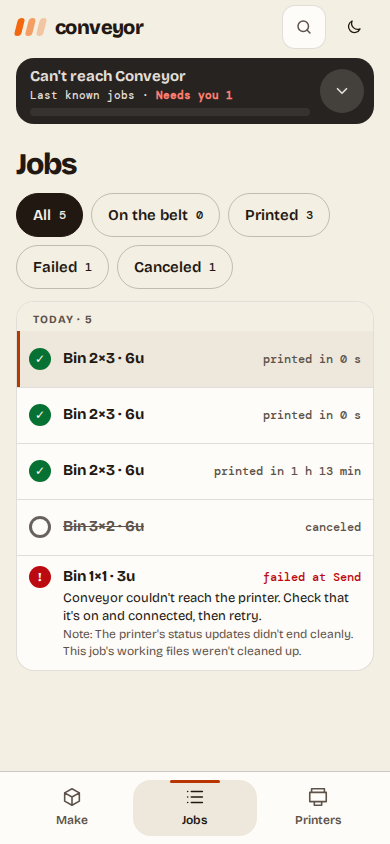 conveyor
Can't reach Conveyor
Last known jobs · Needs you 1
Jobs
All 5
On the belt 0
Printed 3
Failed 1
Canceled 1
TODAY · 5
Bin 2×3 · 6u
printed in 0 s
Bin 2×3 · 6u
printed in 0 s
Bin 2×3 · 6u
printed in 1 h 13 min
Bin 3×2 · 6u
canceled
Bin 1×1 · 3u
failed at Send
Conveyor couldn't reach the printer. Check that
it's on and connected, then retry.
Note: The printer's status updates didn't end cleanly.
This job's working files weren't cleaned up.
Make
Jobs
Printers